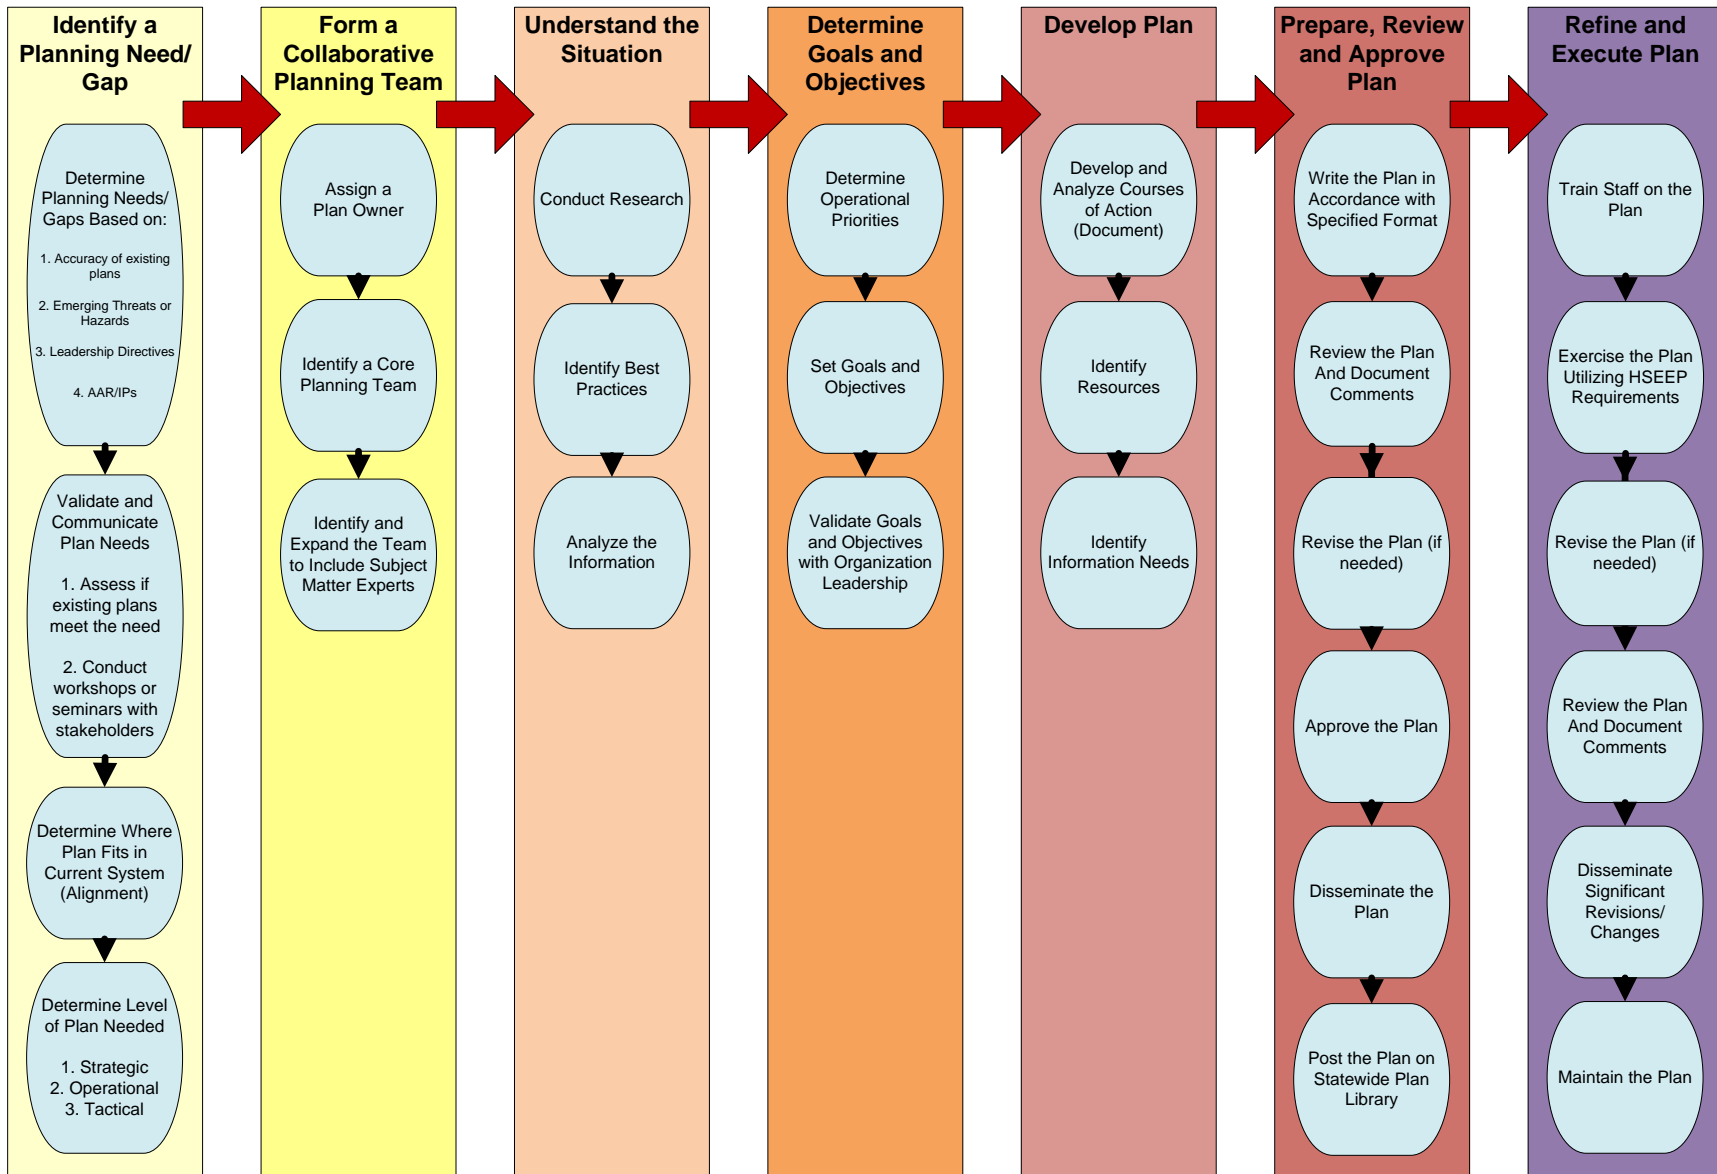 Identify a
Planning Need/
Gap
Determine
Planning Needs/
Gaps Based on:
1. Accuracy of existing
plans
2. Emerging Threats or
Hazards
3. Leadership Directives
4. AAR/IPs
Validate and
Communicate
Plan Needs
1. Assess if
existing plans
meet the need
2. Conduct
workshops or
seminars with
stakeholders
Determine Where
Plan Fits in
Current System
(Alignment)
Determine Level
of Plan Needed
1. Strategic
2. Operational
3. Tactical
Form a
Collaborative
Planning Team
Assign a
Plan Owner
Identify a Core
Planning Team
Identify and
Expand the Team
to Include Subject
Matter Experts
Understand the
Situation
Conduct Research
Identify Best
Practices
Analyze the
Information
Determine
Goals and
Objectives
Determine
Operational
Priorities
Set Goals and
Objectives
Validate Goals
and Objectives
with Organization
Leadership
Develop Plan
Develop and
Analyze Courses
of Action
(Document)
Identify
Resources
Identify
Information Needs
Prepare, Review
and Approve
Plan
Write the Plan in
Accordance with
Specified Format
Review the Plan
And Document
Comments
Revise the Plan (if
needed)
Approve the Plan
Disseminate the
Plan
Post the Plan on
Statewide Plan
Library
Refine and
Execute Plan
Train Staff on the
Plan
Exercise the Plan
Utilizing HSEEP
Requirements
Revise the Plan (if
needed)
Review the Plan
And Document
Comments
Disseminate
Significant
Revisions/
Changes
Maintain the Plan